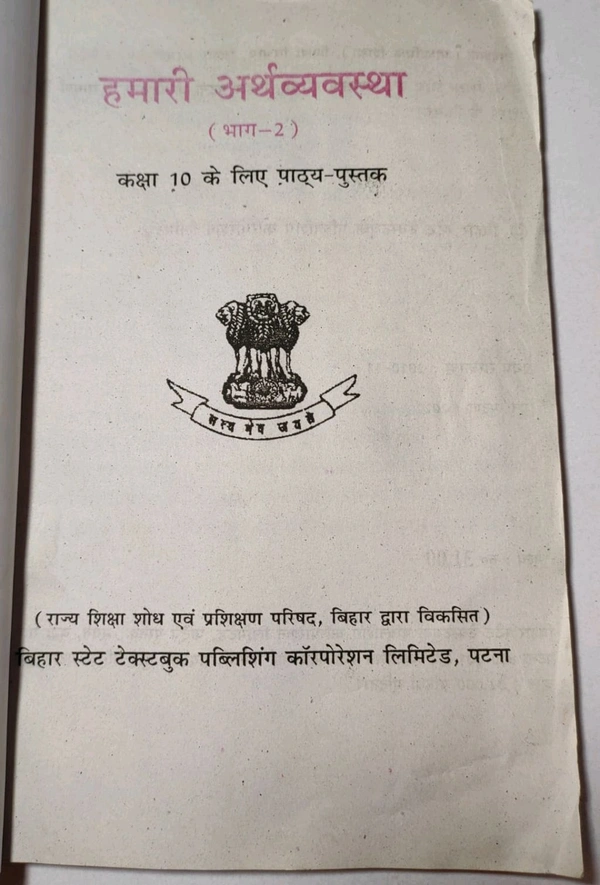 हमारी अर्थव्यवस्था
(भाग-2)
कक्षा 10 के लिए पाठ्य-पुस्तक
सत्य मेव जयते
(राज्य शिक्षा शोध एवं प्रशिक्षण परिषद, बिहार द्वारा विकसित)
बिहार स्टेट टेक्स्टबुक पब्लिशिंग कॉरपोरेशन लिमिटेड, पटना